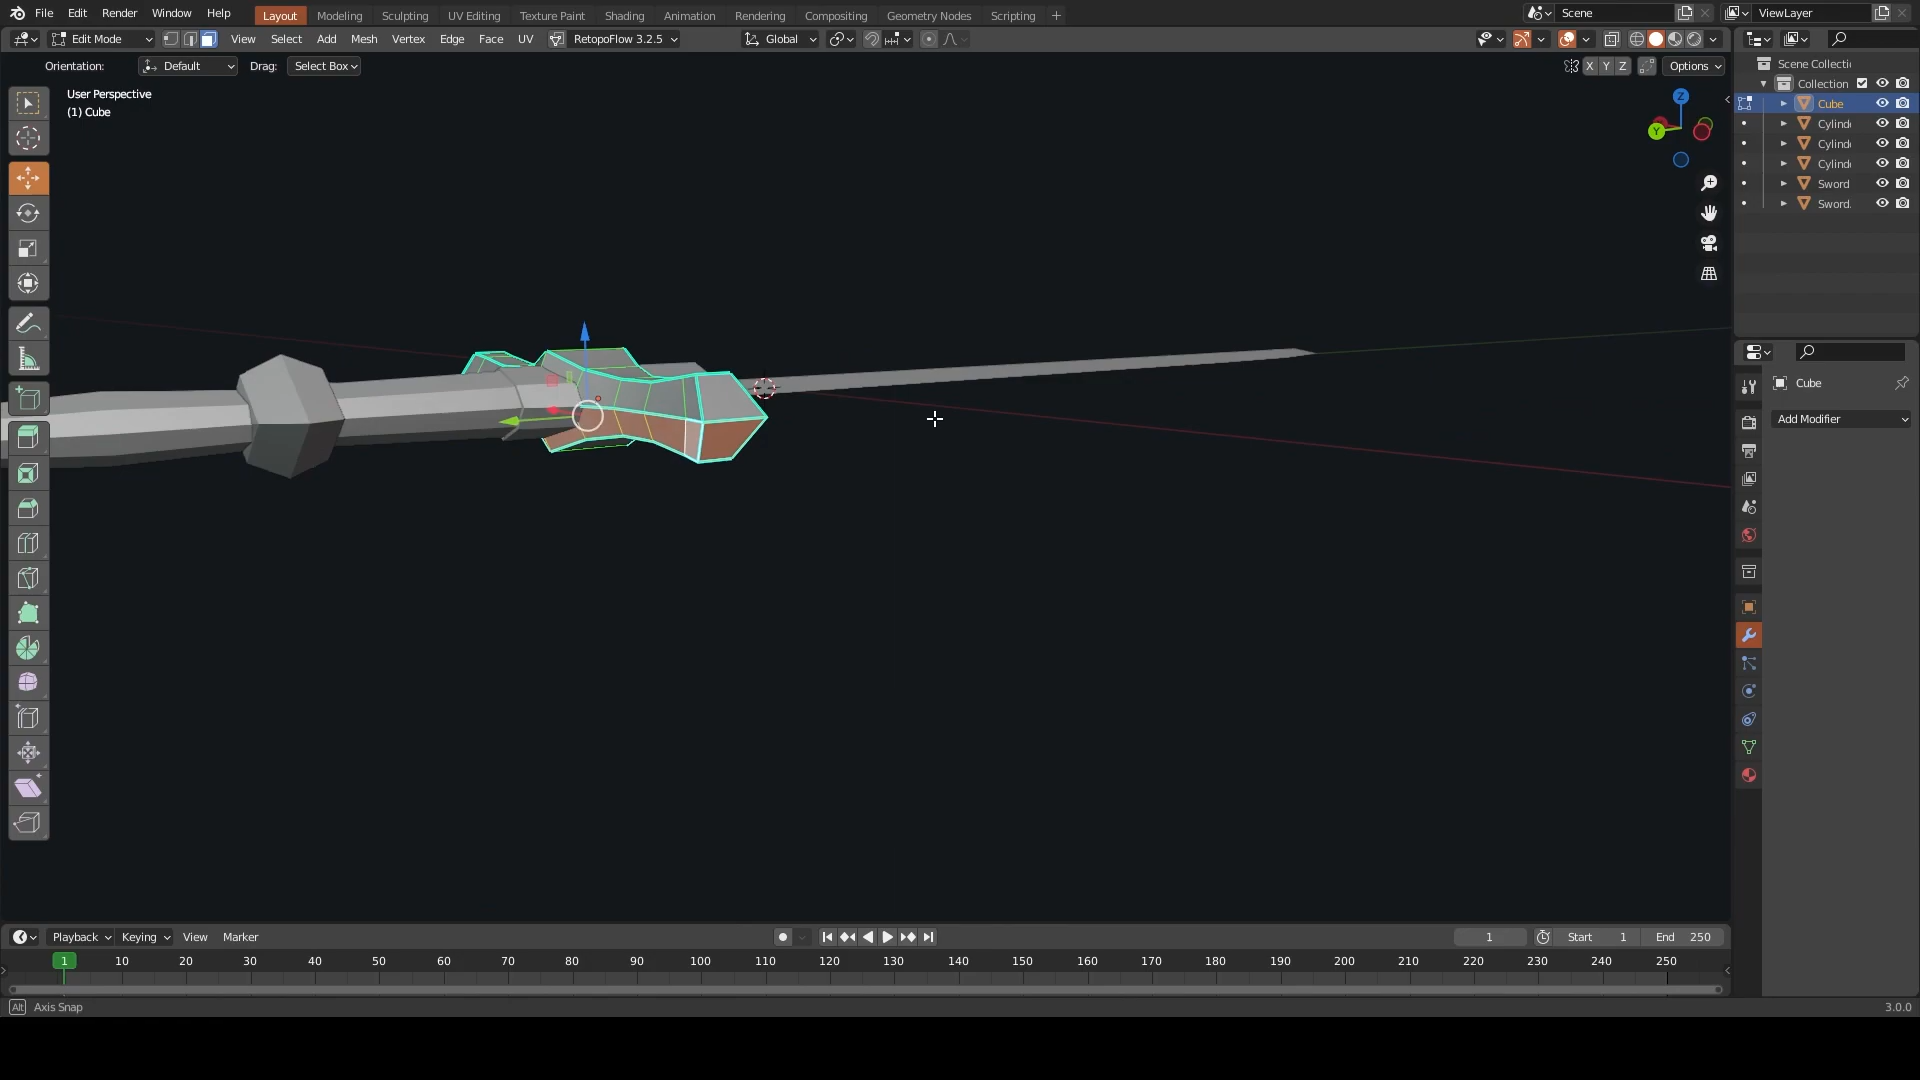 File Edit Render Window Help Layout Modeling Sculpting UV Editing Texture Paint Shading Animation Rendering Compositing Geometry Nodes Scripting + Scene ViewLayer
Edit Mode View Select Add Mesh Vertex Edge Face UV RetopoFlow 3.2.5 Global
Orientation: Default Drag: Select Box X Y Z Options
Scene Collecti
Collection
Cube
Cylind
Cylind
Cylind
Sword
Sword.
User Perspective
(1) Cube
Z
Y
Cube
Add Modifier
Playback Keying View Marker 1 Start 1 End 250
1 10 20 30 40 50 60 70 80 90 100 110 120 130 140 150 160 170 180 190 200 210 220 230 240 250
Alt Axis Snap 3.0.0